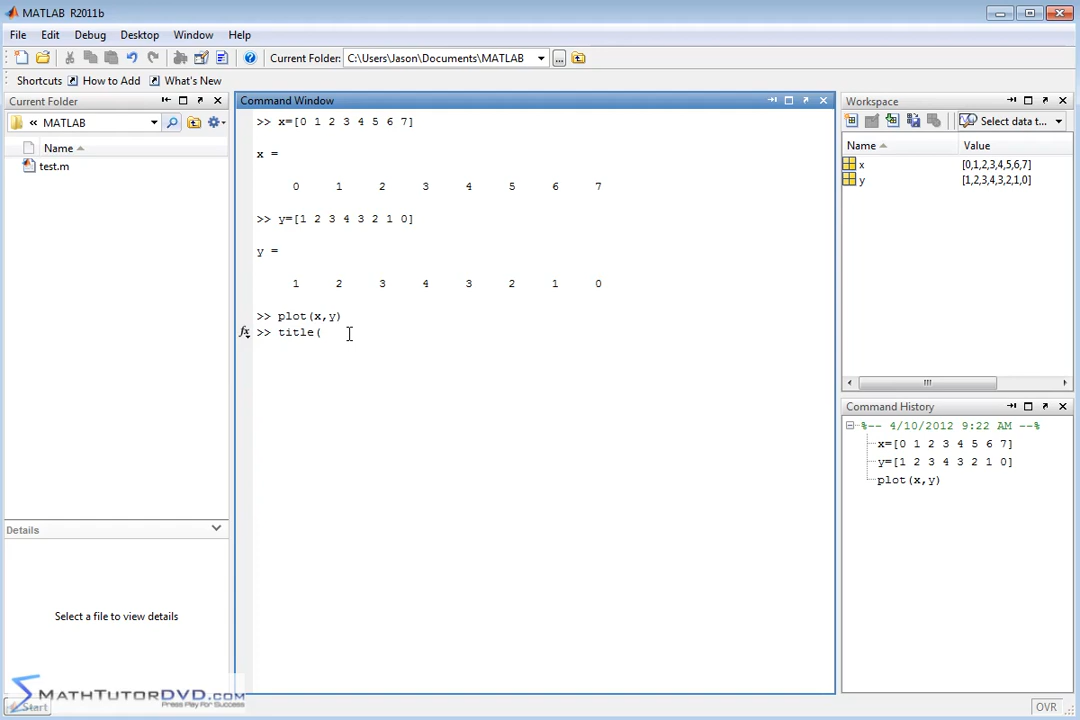 MATLAB R2011b
File Edit Debug Desktop Window Help
Current Folder: C:\Users\Jason\Documents\MATLAB ...
Shortcuts How to Add What's New
Current Folder
« MATLAB
Name
test.m
Details
Select a file to view details
Command Window
>> x=[0 1 2 3 4 5 6 7]
x =
0 1 2 3 4 5 6 7
>> y=[1 2 3 4 3 2 1 0]
y =
1 2 3 4 3 2 1 0
>> plot(x,y)
fx >> title(
Workspace
Select data t...
Name Value
x [0,1,2,3,4,5,6,7]
y [1,2,3,4,3,2,1,0]
Command History
%-- 4/10/2012 9:22 AM --%
x=[0 1 2 3 4 5 6 7]
y=[1 2 3 4 3 2 1 0]
plot(x,y)
MathTutorDVD.com
Press Play For Success
Start
OVR